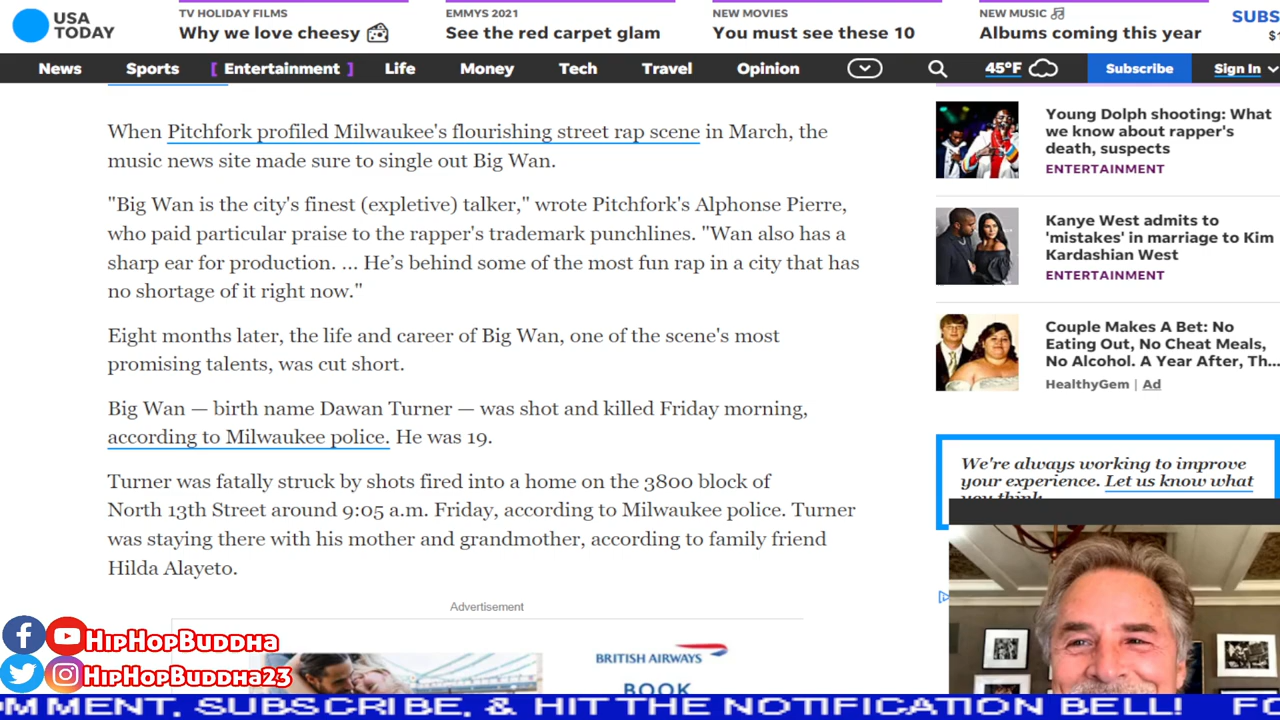 USA
TODAY
TV HOLIDAY FILMS
Why we love cheesy
EMMYS 2021
See the red carpet glam
NEW MOVIES
You must see these 10
NEW MUSIC
Albums coming this year
SUBS
News Sports [ Entertainment ] Life Money Tech Travel Opinion 45°F Subscribe Sign In
When Pitchfork profiled Milwaukee's flourishing street rap scene in March, the
music news site made sure to single out Big Wan.
"Big Wan is the city's finest (expletive) talker," wrote Pitchfork's Alphonse Pierre,
who paid particular praise to the rapper's trademark punchlines. "Wan also has a
sharp ear for production. ... He's behind some of the most fun rap in a city that has
no shortage of it right now."
Eight months later, the life and career of Big Wan, one of the scene's most
promising talents, was cut short.
Big Wan — birth name Dawan Turner — was shot and killed Friday morning,
according to Milwaukee police. He was 19.
Turner was fatally struck by shots fired into a home on the 3800 block of
North 13th Street around 9:05 a.m. Friday, according to Milwaukee police. Turner
was staying there with his mother and grandmother, according to family friend
Hilda Alayeto.
Advertisement
BRITISH AIRWAYS
BOOK
Young Dolph shooting: What
we know about rapper's
death, suspects
ENTERTAINMENT
Kanye West admits to
'mistakes' in marriage to Kim
Kardashian West
ENTERTAINMENT
Couple Makes A Bet: No
Eating Out, No Cheat Meals,
No Alcohol. A Year After, Th...
HealthyGem | Ad
We're always working to improve
your experience. Let us know what
you think
HipHopBuddha
HipHopBuddha23
MMENT, SUBSCRIBE, & HIT THE NOTIFICATION BELL! FO